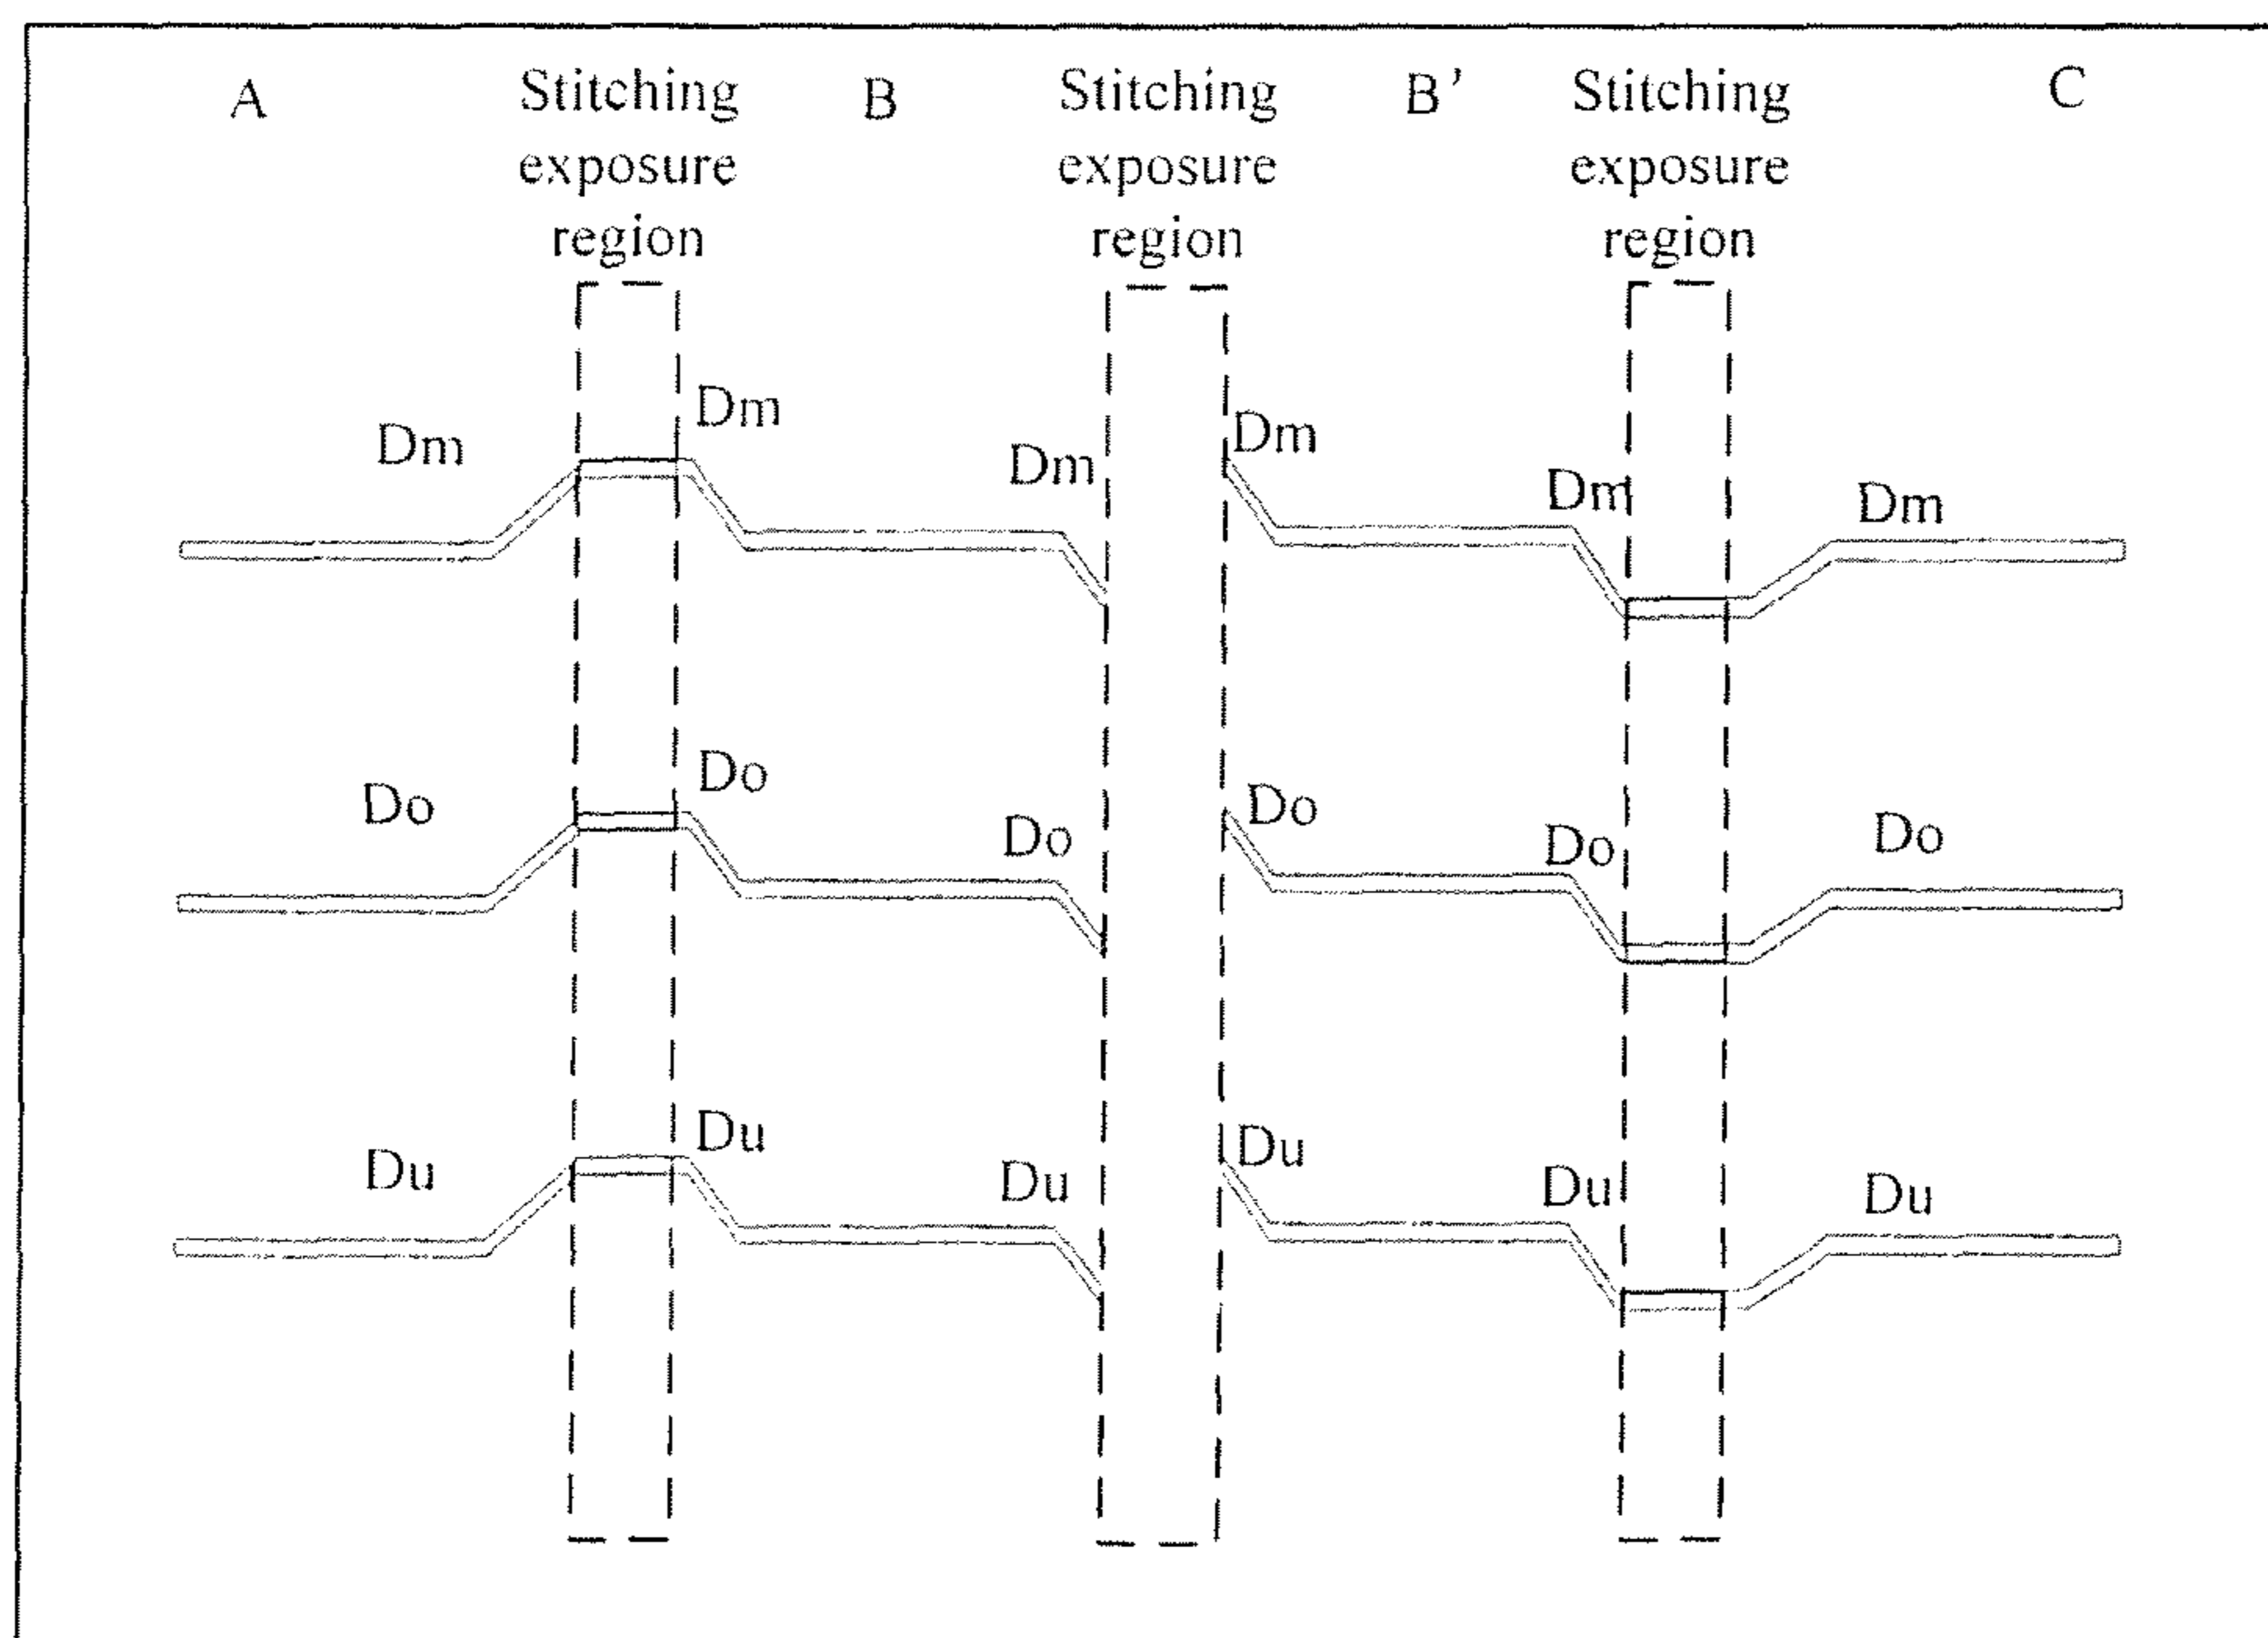 A
Stitching
exposure
region
B
Stitching
exposure
region
B’
Stitching
exposure
region
C
Dm
Dm
Dm
Dm
Dm
Dm
Do
Do
Do
Do
Do
Do
Du
Du
Du
Du
Du
Du